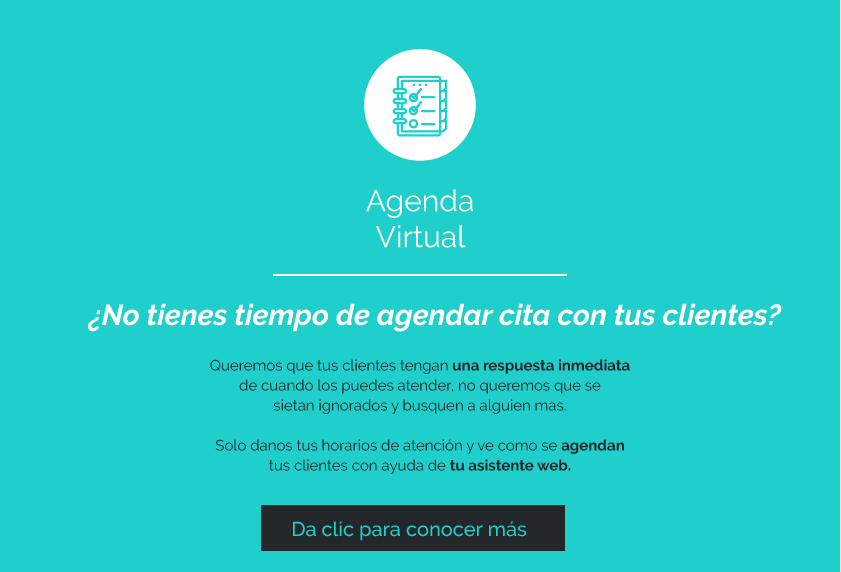 Agenda
Virtual
¿No tienes tiempo de agendar cita con tus clientes?
Queremos que tus clientes tengan una respuesta inmediata
de cuando los puedes atender, no queremos que se
sietan ignorados y busquen a alguien mas.
Solo danos tus horarios de atención y ve como se agendan
tus clientes con ayuda de tu asistente web.
Da clic para conocer más